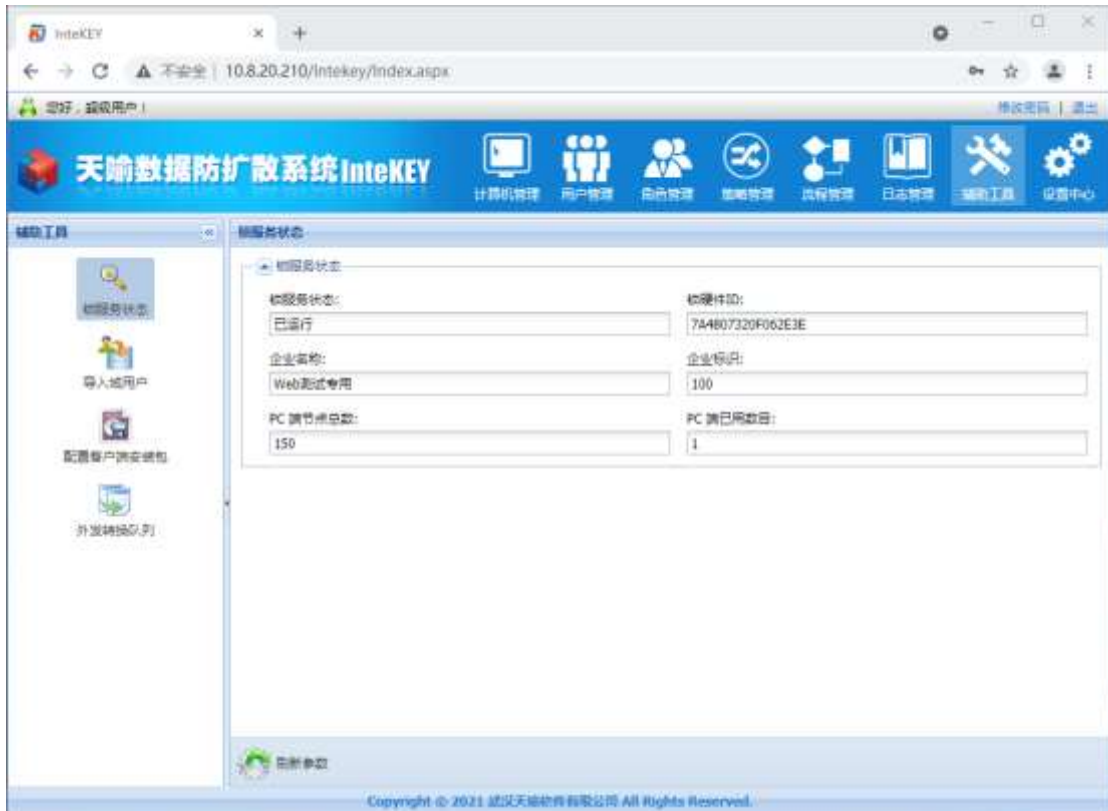 InteKEY
不安全 | 10.8.20.210/Intekey/Index.aspx
您好，超级用户！
修改密码 | 退出
天喻数据防扩散系统InteKEY
计算机管理 用户管理 角色管理 策略管理 流程管理 日志管理 辅助工具 设置中心
辅助工具
锁服务状态
锁服务状态
导入域用户
配置客户端安装包
外发转换队列
锁服务状态
锁服务状态: 锁硬件ID:
已运行 7A4807320F062E3E
企业名称: 企业标识:
Web测试专用 100
PC 端节点总数: PC 端已用数目:
150 1
刷新参数
Copyright © 2021 武汉天喻软件有限公司 All Rights Reserved.